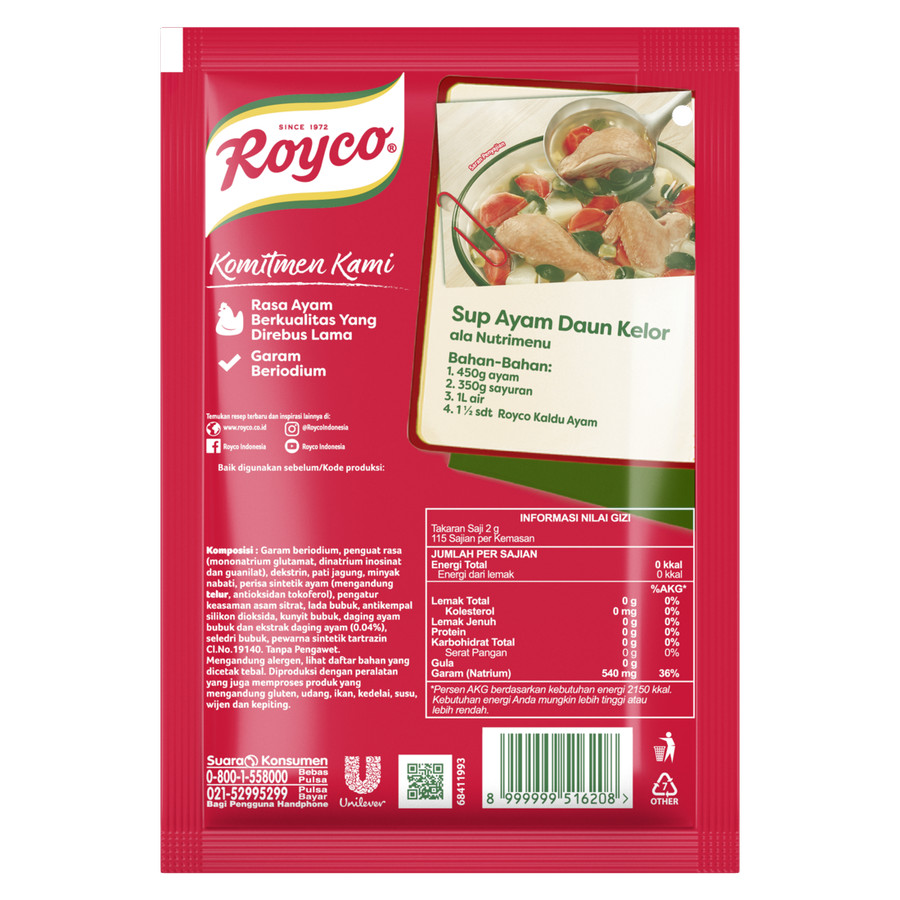 SINCE 1972
Royco®
Komitmen Kami
Rasa Ayam
Berkualitas Yang
Direbus Lama
Garam
Beriodium
Temukan resep terbaru dan inspirasi lainnya di:
www.royco.co.id @RoycoIndonesia
Royco Indonesia Royco Indonesia
Baik digunakan sebelum/Kode produksi:
Saran Penyajian
Sup Ayam Daun Kelor
ala Nutrimenu
Bahan-Bahan:
1. 450g ayam
2. 350g sayuran
3. 1L air
4. 1 ½ sdt Royco Kaldu Ayam
Komposisi : Garam beriodium, penguat rasa
(mononatrium glutamat, dinatrium inosinat
dan guanilat), dekstrin, pati jagung, minyak
nabati, perisa sintetik ayam (mengandung
telur, antioksidan tokoferol), pengatur
keasaman asam sitrat, lada bubuk, antikempal
silikon dioksida, kunyit bubuk, daging ayam
bubuk dan ekstrak daging ayam (0.04%),
seledri bubuk, pewarna sintetik tartrazin
CI.No.19140. Tanpa Pengawet.
Mengandung alergen, lihat daftar bahan yang
dicetak tebal. Diproduksi dengan peralatan
yang juga memproses produk yang
mengandung gluten, udang, ikan, kedelai, susu,
wijen dan kepiting.
INFORMASI NILAI GIZI
Takaran Saji 2 g
115 Sajian per Kemasan
JUMLAH PER SAJIAN
Energi Total 0 kkal
Energi dari lemak 0 kkal
%AKG*
Lemak Total 0 g 0%
Kolesterol 0 mg 0%
Lemak Jenuh 0 g 0%
Protein 0 g 0%
Karbohidrat Total 0 g 0%
Serat Pangan 0 g 0%
Gula 0 g
Garam (Natrium) 540 mg 36%
*Persen AKG berdasarkan kebutuhan energi 2150 kkal.
Kebutuhan energi Anda mungkin lebih tinggi atau
lebih rendah.
Suara Konsumen
0-800-1-558000 Bebas Pulsa
021-52995299 Pulsa Bayar
Bagi Pengguna Handphone
Unilever
68411993
8 999999 516208 >
7
OTHER